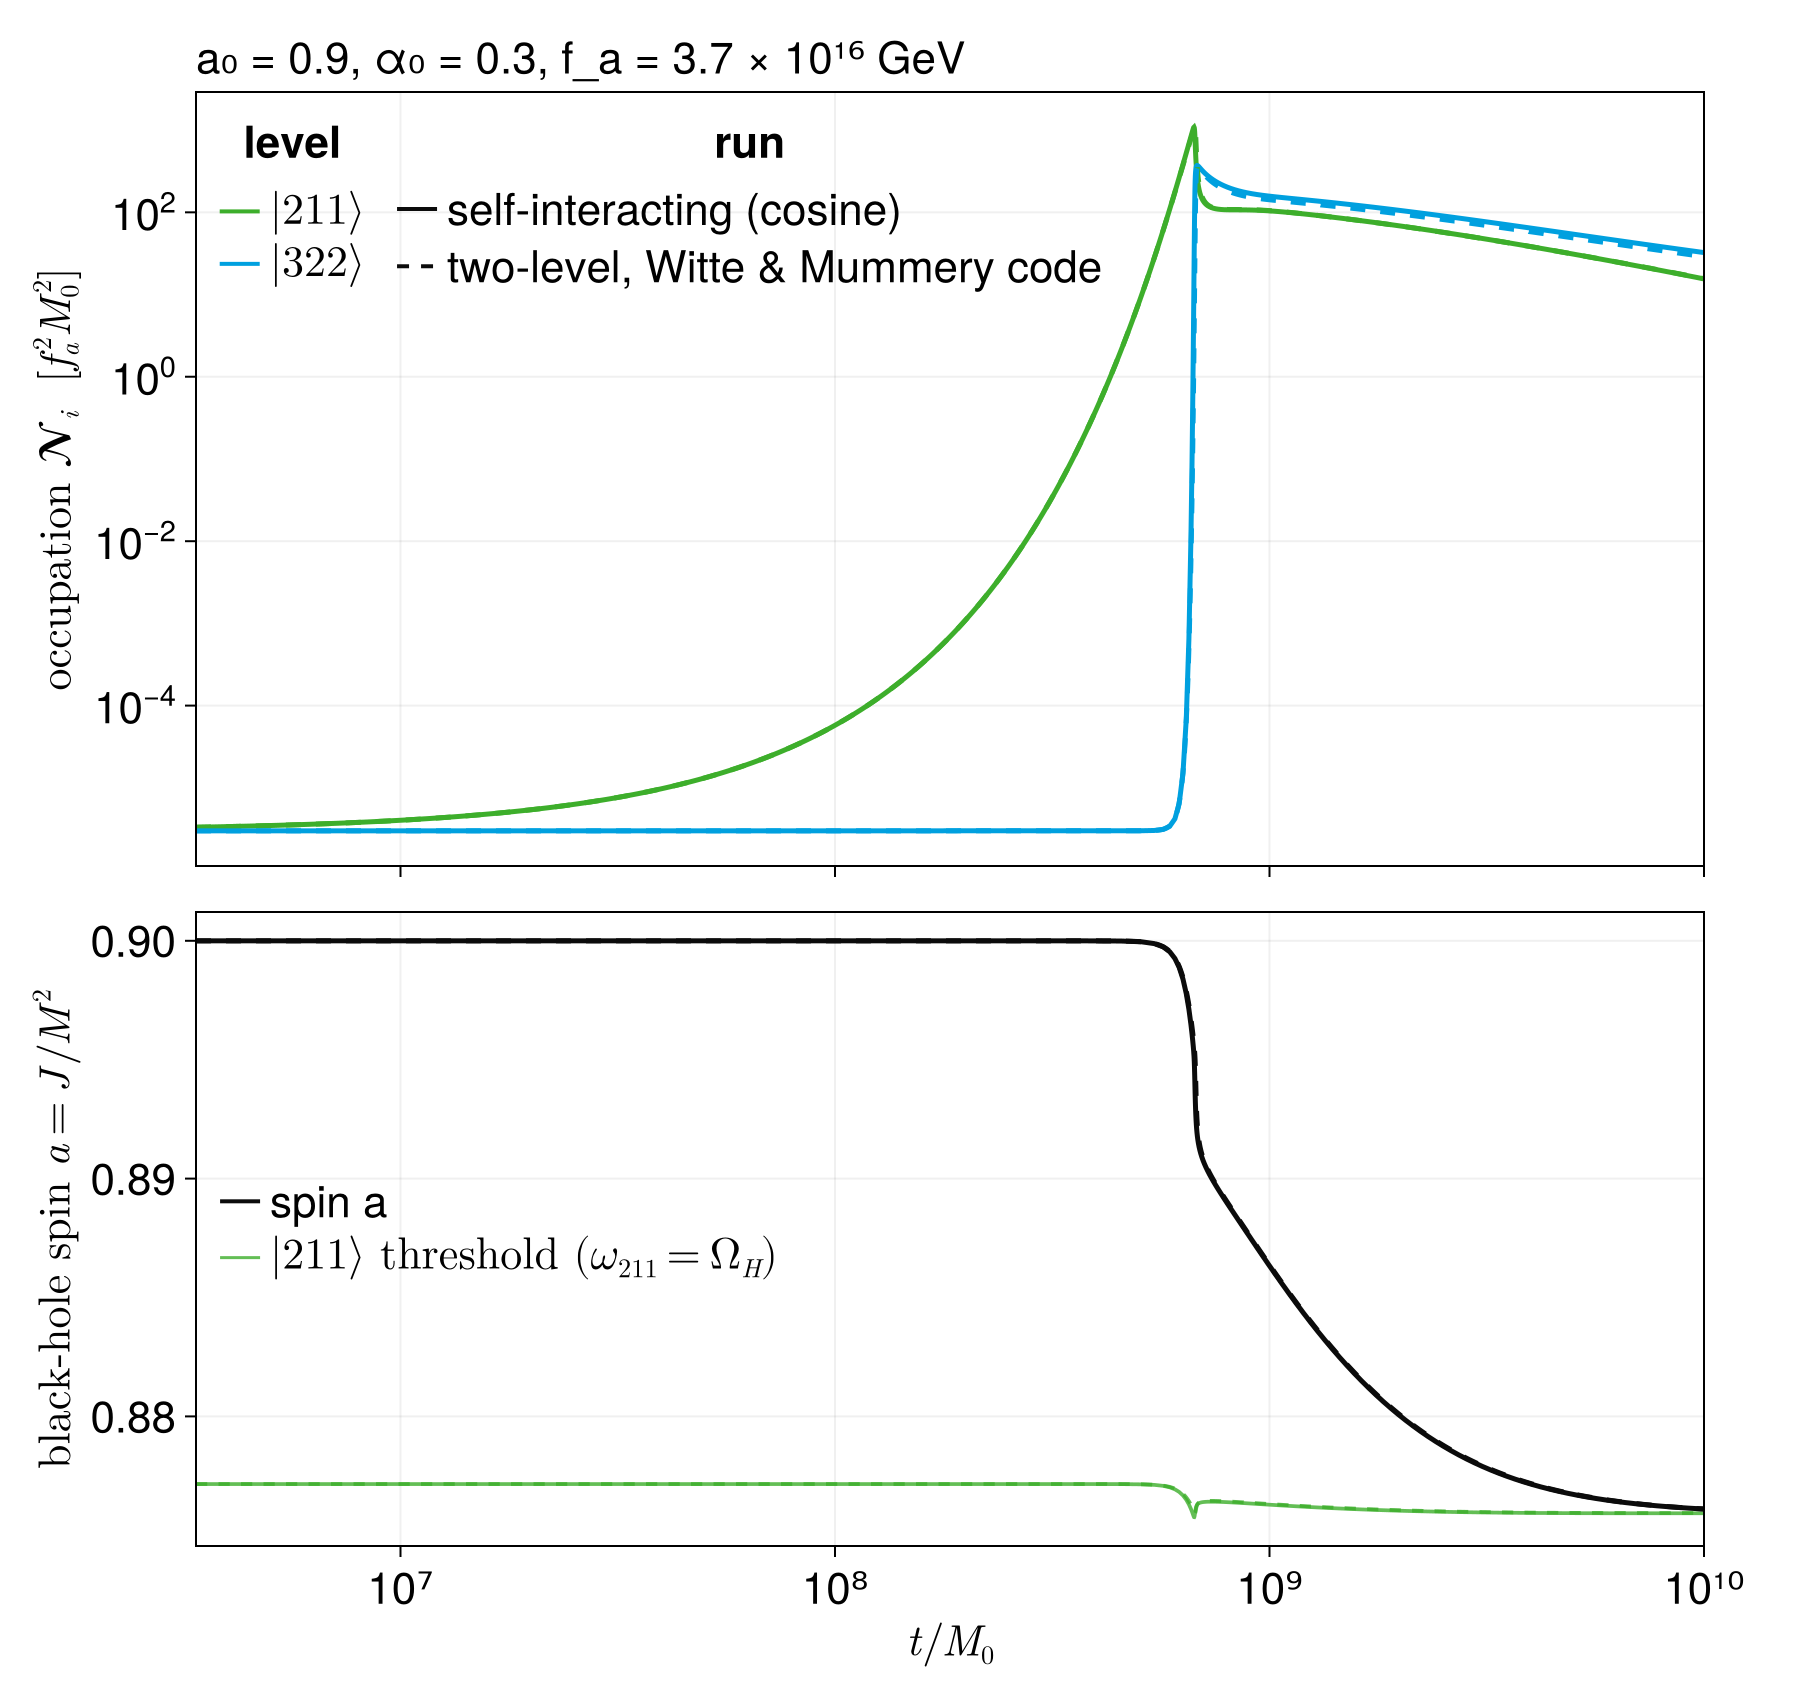 a₀ = 0.9, α₀ = 0.3, f_a = 3.7 × 10¹⁶ GeV
level
run
|211⟩
self-interacting (cosine)
|322⟩
two-level, Witte & Mummery code
occupation 𝓝ᵢ [f_a²M₀²]
10²
10⁰
10⁻²
10⁻⁴
black-hole spin a = J/M²
0.90
0.89
0.88
spin a
|211⟩ threshold (ω₂₁₁ = Ω_H)
10⁷
10⁸
10⁹
10¹⁰
t/M₀